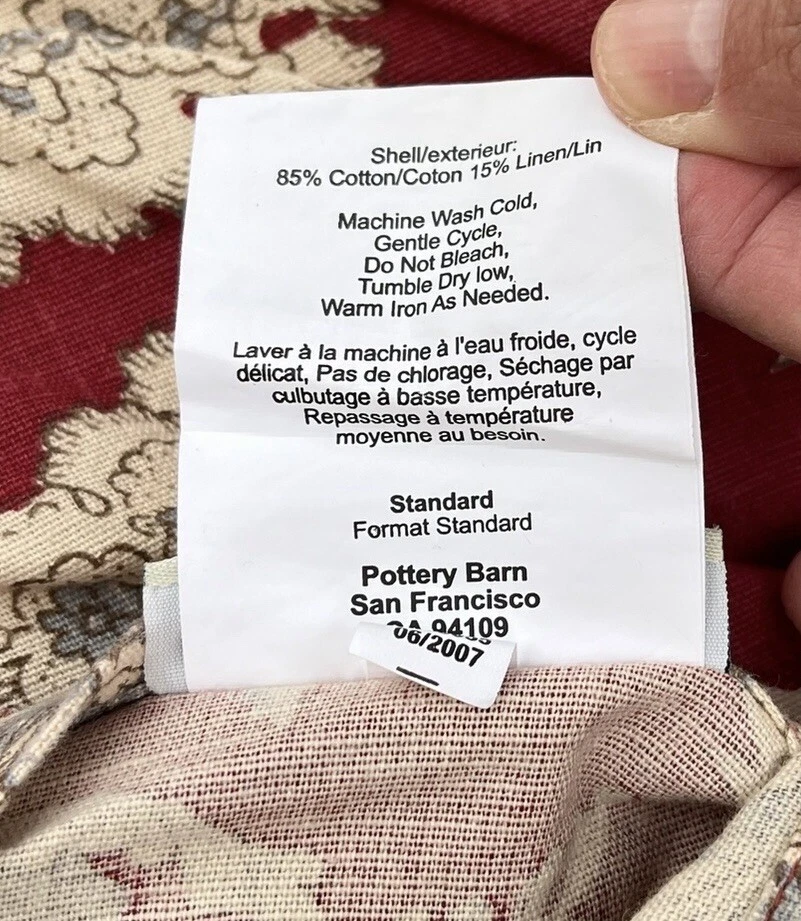 Shell/exterieur:
85% Cotton/Coton 15% Linen/Lin
Machine Wash Cold,
Gentle Cycle,
Do Not Bleach,
Tumble Dry low,
Warm Iron As Needed.
Laver à la machine à l'eau froide, cycle
délicat, Pas de chlorage, Séchage par
culbutage à basse température,
Repassage à température
moyenne au besoin.
Standard
Format Standard
Pottery Barn
San Francisco
CA 94109
06/2007